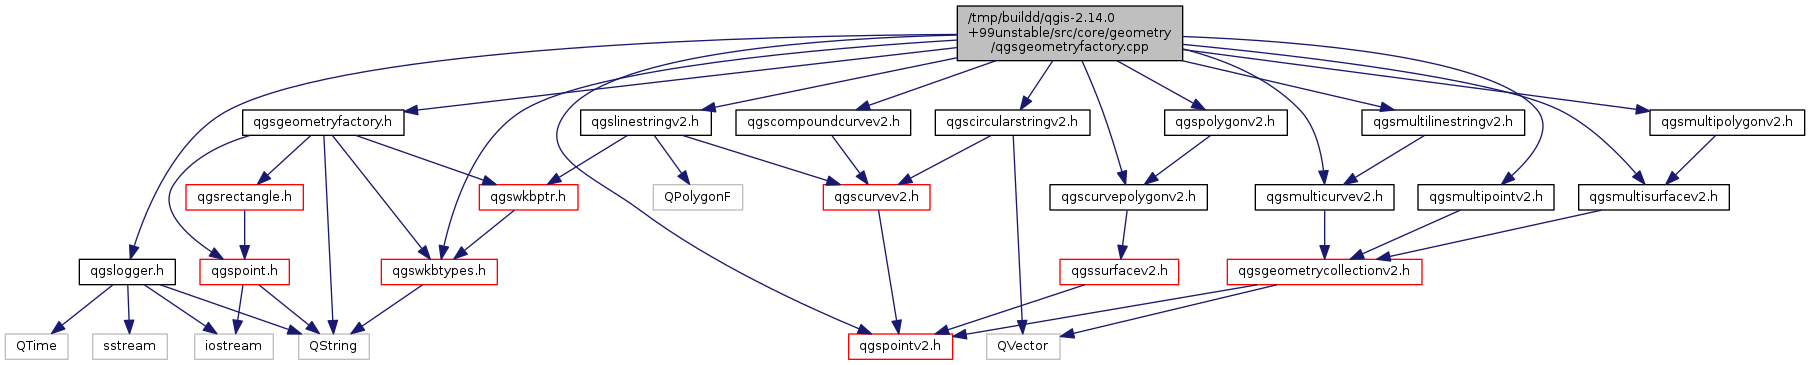 /tmp/buildd/qgis-2.14.0
+99unstable/src/core/geometry
/qgsgeometryfactory.cpp
qgsgeometryfactory.h
qgslinestringv2.h
qgscompoundcurvev2.h
qgscircularstringv2.h
qgspolygonv2.h
qgsmultilinestringv2.h
qgsmultipolygonv2.h
qgsrectangle.h
qgswkbptr.h
QPolygonF
qgscurvev2.h
qgscurvepolygonv2.h
qgsmulticurvev2.h
qgsmultipointv2.h
qgsmultisurfacev2.h
qgslogger.h
qgspoint.h
qgswkbtypes.h
qgssurfacev2.h
qgsgeometrycollectionv2.h
QTime
sstream
iostream
QString
qgspointv2.h
QVector